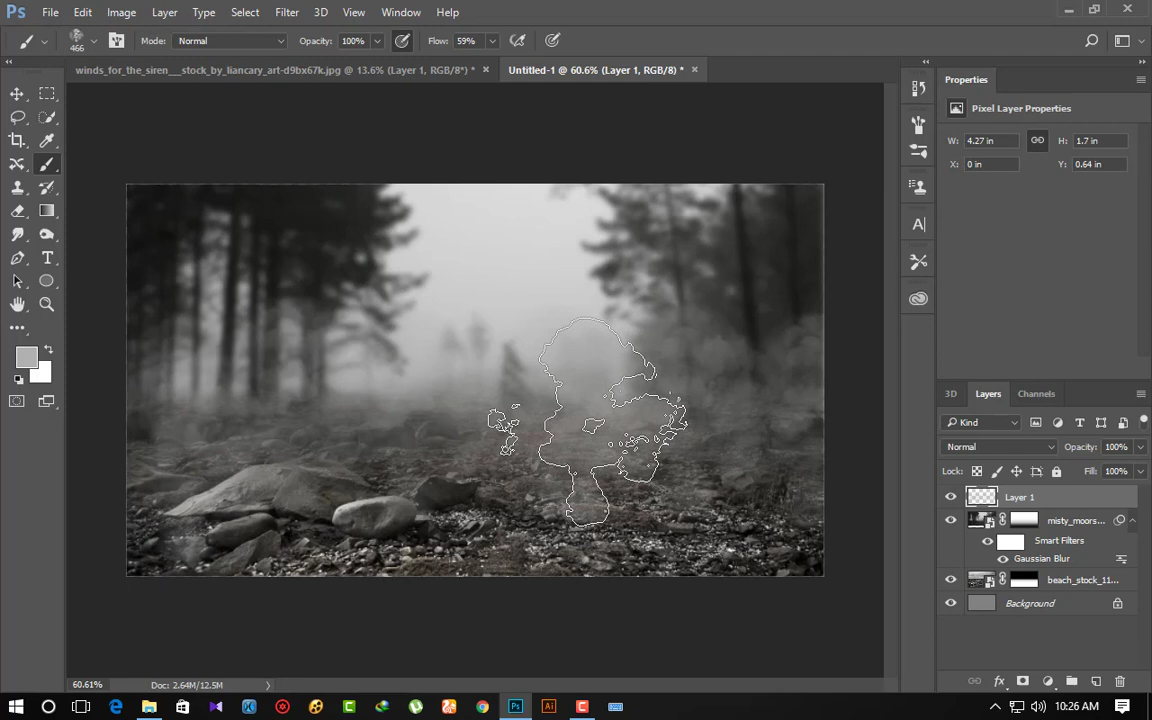 Ps File Edit Image Layer Type Select Filter 3D View Window Help
466 Mode: Normal Opacity: 100% Flow: 59%
winds_for_the_siren___stock_by_liancary_art-d9bx67k.jpg @ 13.6% (Layer 1, RGB/8*) * × Untitled-1 @ 60.6% (Layer 1, RGB/8) * ×
Properties
Pixel Layer Properties
W: 4.27 in H: 1.7 in
X: 0 in Y: 0.64 in
3D Layers Channels
Kind
Normal Opacity: 100%
Lock: Fill: 100%
Layer 1
misty_moors...
Smart Filters
Gaussian Blur
beach_stock_11...
Background
60.61% Doc: 2.64M/12.5M
Ps Ai 10:26 AM